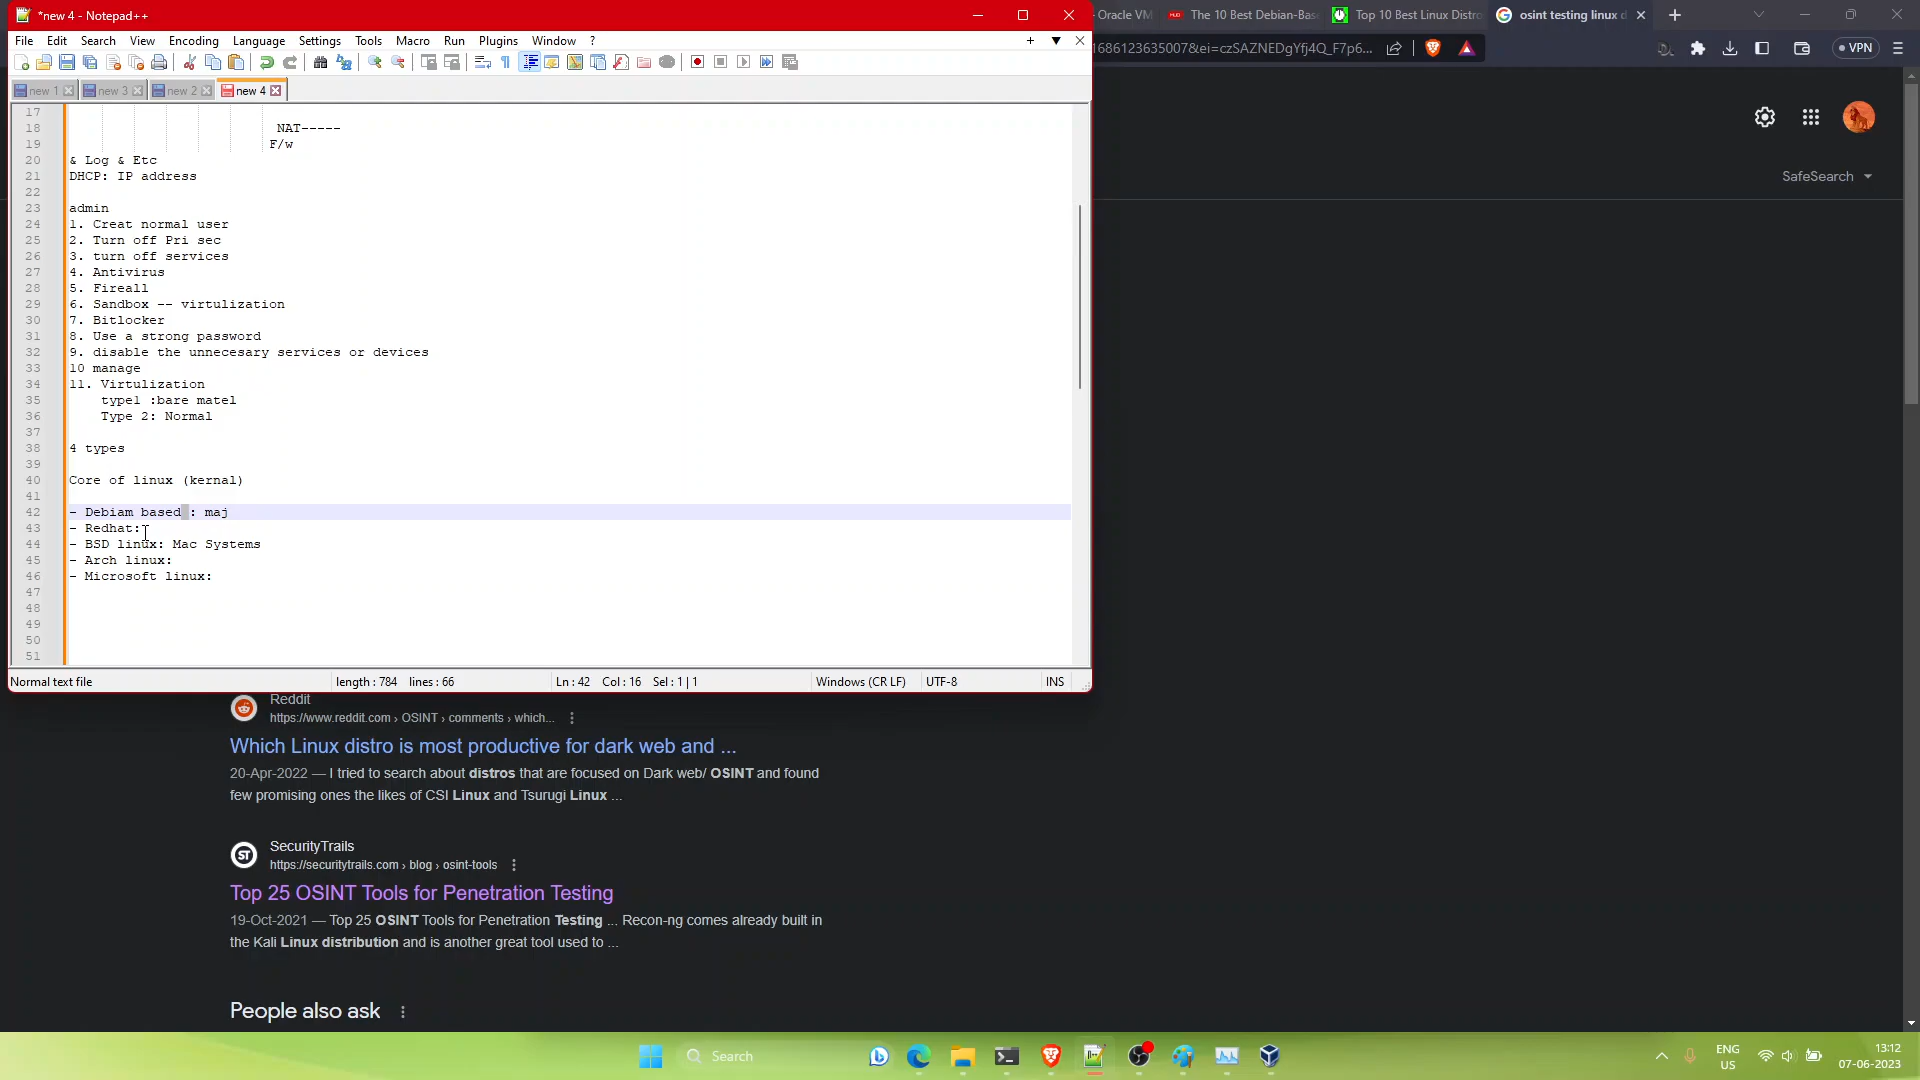 *new 4 - Notepad++
- Oracle VM
The 10 Best Debian-Bas
Top 10 Best Linux Distro
osint testing linux d
File Edit Search View Encoding Language Settings Tools Macro Run Plugins Window ?
1686123635007&ei=czSAZNEDgYfj4Q_F7p6...
VPN
new 1
new 3
new 2
new 4
17
18 NAT-----
19 F/w
20 & Log & Etc
21 DHCP: IP address
22
23 admin
24 1. Creat normal user
25 2. Turn off Pri sec
26 3. turn off services
27 4. Antivirus
28 5. Fireall
29 6. Sandbox -- virtulization
30 7. Bitlocker
31 8. Use a strong password
32 9. disable the unnecesary services or devices
33 10 manage
34 11. Virtulization
35 type1 :bare matel
36 Type 2: Normal
37
38 4 types
39
40 Core of linux (kernal)
41
42 - Debiam based : maj
43 - Redhat:
44 - BSD linux: Mac Systems
45 - Arch linux:
46 - Microsoft linux:
47
48
49
50
51
SafeSearch
Normal text file
length : 784 lines : 66
Ln : 42 Col : 16 Sel : 1 | 1
Windows (CR LF)
UTF-8
INS
Reddit
https://www.reddit.com › OSINT › comments › which...
Which Linux distro is most productive for dark web and ...
20-Apr-2022 — I tried to search about distros that are focused on Dark web/ OSINT and found
few promising ones the likes of CSI Linux and Tsurugi Linux ...
ST
SecurityTrails
https://securitytrails.com › blog › osint-tools
Top 25 OSINT Tools for Penetration Testing
19-Oct-2021 — Top 25 OSINT Tools for Penetration Testing ... Recon-ng comes already built in
the Kali Linux distribution and is another great tool used to ...
People also ask
Search
ENG
US
13:12
07-06-2023